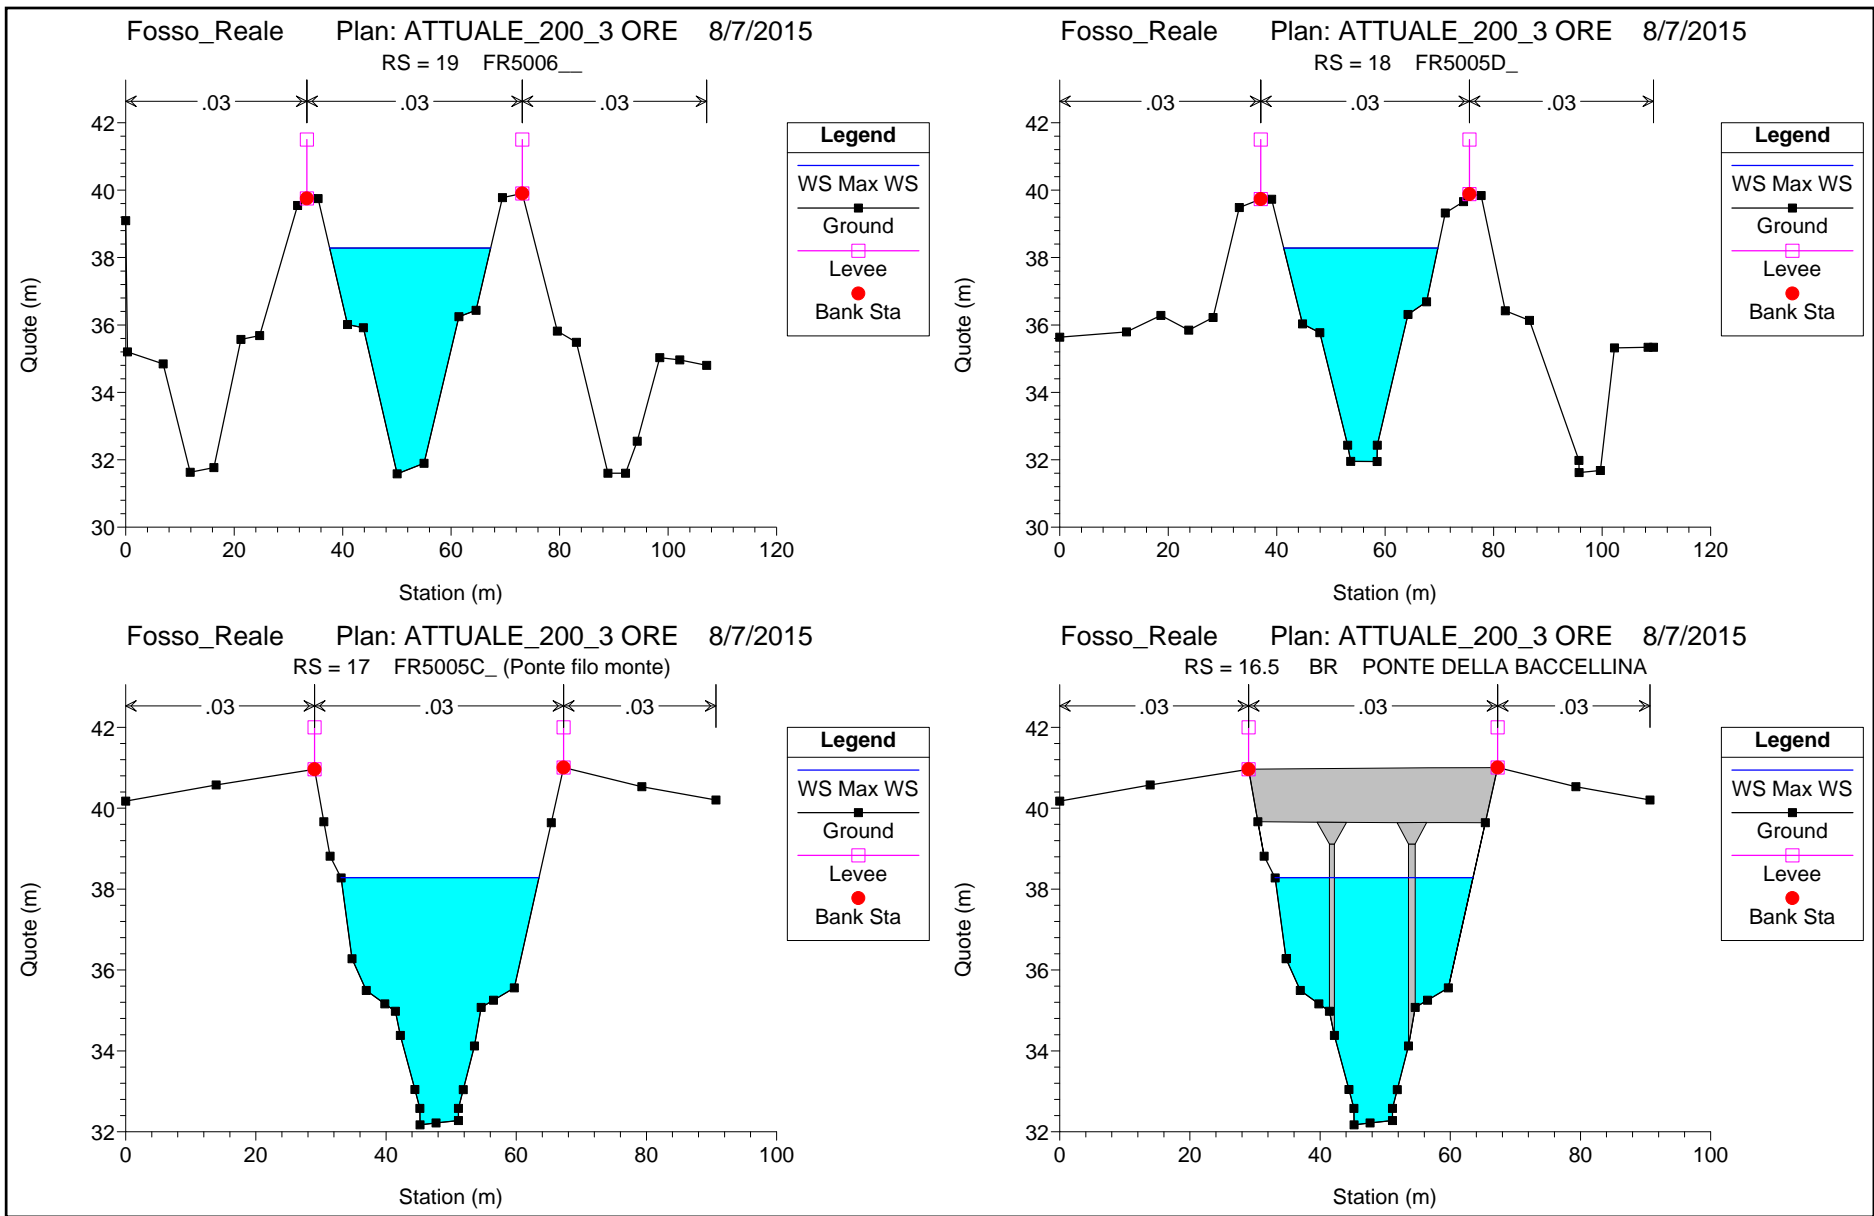 Fosso_Reale Plan: ATTUALE_200_3 ORE 8/7/2015
RS = 19 FR5006__
.03 .03 .03
42
40
38
36
34
32
30
0 20 40 60 80 100 120
Quote (m)
Station (m)
Legend
WS Max WS
Ground
Levee
Bank Sta
Fosso_Reale Plan: ATTUALE_200_3 ORE 8/7/2015
RS = 18 FR5005D_
.03 .03 .03
42
40
38
36
34
32
30
0 20 40 60 80 100 120
Quote (m)
Station (m)
Legend
WS Max WS
Ground
Levee
Bank Sta
Fosso_Reale Plan: ATTUALE_200_3 ORE 8/7/2015
RS = 17 FR5005C_ (Ponte filo monte)
.03 .03 .03
42
40
38
36
34
32
0 20 40 60 80 100
Quote (m)
Station (m)
Legend
WS Max WS
Ground
Levee
Bank Sta
Fosso_Reale Plan: ATTUALE_200_3 ORE 8/7/2015
RS = 16.5 BR PONTE DELLA BACCELLINA
.03 .03 .03
42
40
38
36
34
32
0 20 40 60 80 100
Quote (m)
Station (m)
Legend
WS Max WS
Ground
Levee
Bank Sta